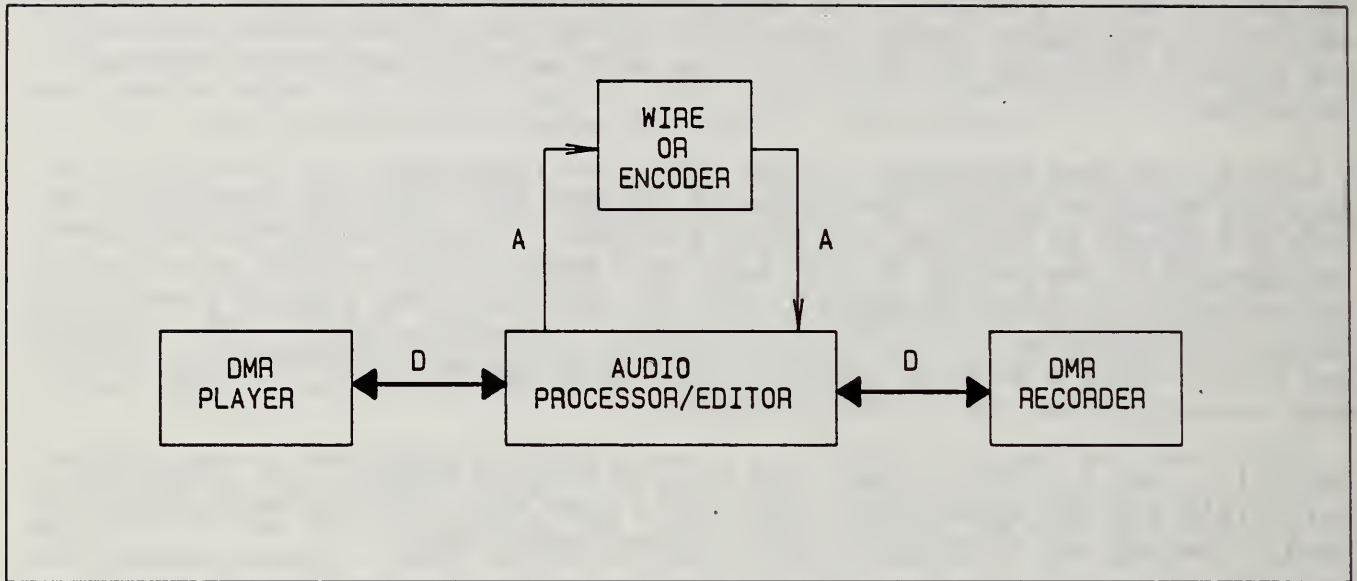 WIRE
OR
ENCODER
A
A
DMR
PLAYER
D
AUDIO
PROCESSOR/EDITOR
D
DMR
RECORDER